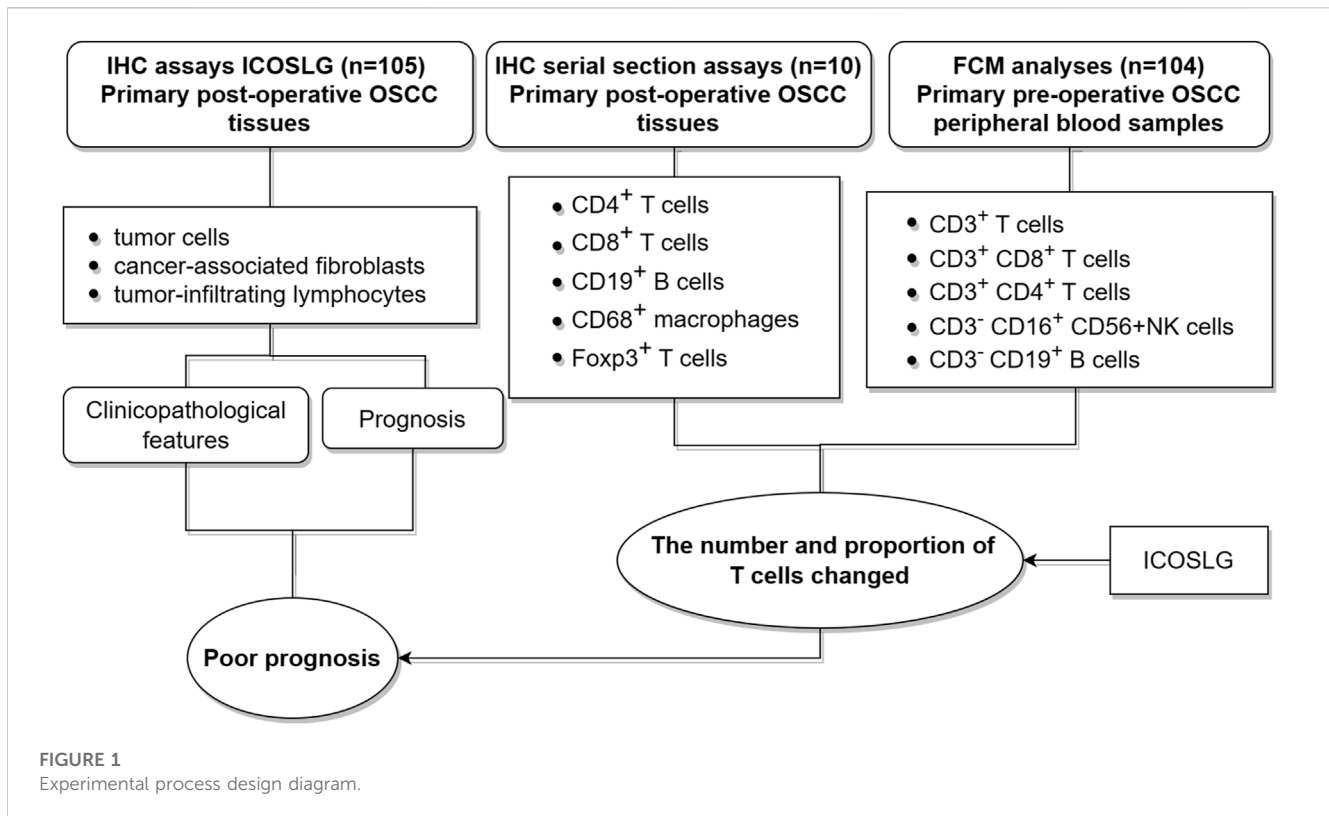 IHC assays ICOSLG (n=105)
Primary post-operative OSCC
tissues
IHC serial section assays (n=10)
Primary post-operative OSCC
tissues
FCM analyses (n=104)
Primary pre-operative OSCC
peripheral blood samples
• tumor cells
• cancer-associated fibroblasts
• tumor-infiltrating lymphocytes
• CD4⁺ T cells
• CD8⁺ T cells
• CD19⁺ B cells
• CD68⁺ macrophages
• Foxp3⁺ T cells
• CD3⁺ T cells
• CD3⁺ CD8⁺ T cells
• CD3⁺ CD4⁺ T cells
• CD3⁻ CD16⁺ CD56+NK cells
• CD3⁻ CD19⁺ B cells
Clinicopathological
features
Prognosis
The number and proportion of
T cells changed
ICOSLG
Poor prognosis
FIGURE 1
Experimental process design diagram.